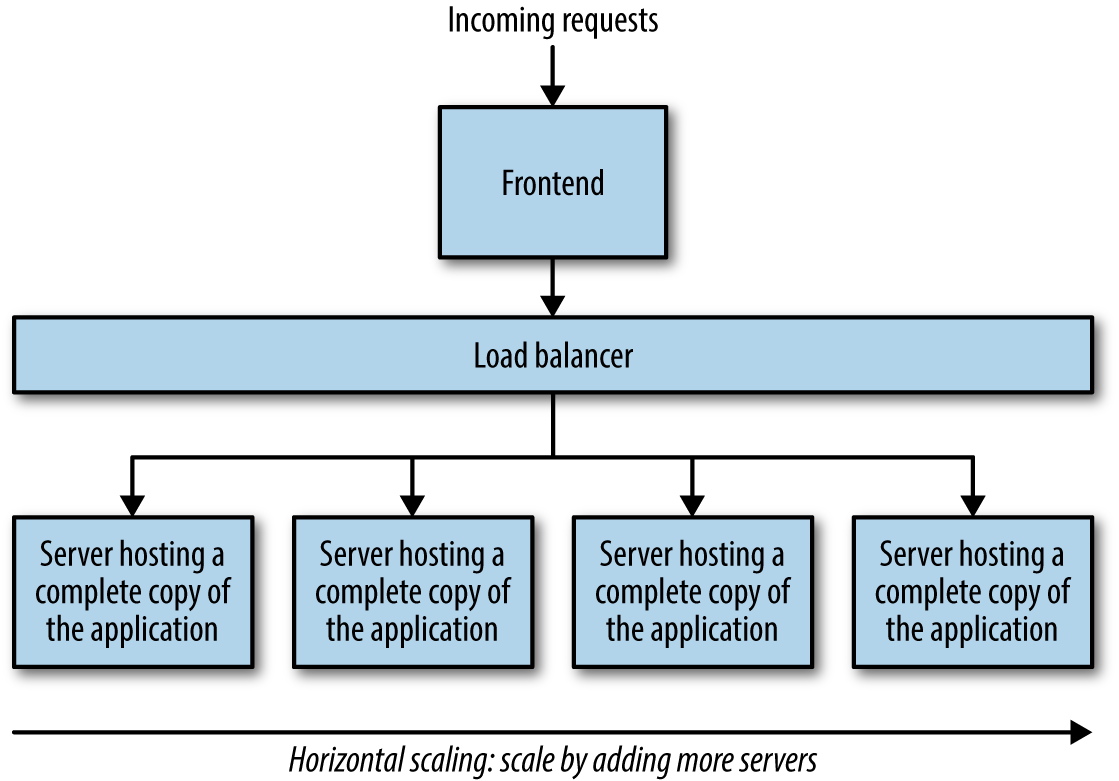 Incoming requests
Frontend
Load balancer
Server hosting a
complete copy of
the application
Server hosting a
complete copy of
the application
Server hosting a
complete copy of
the application
Server hosting a
complete copy of
the application
Horizontal scaling: scale by adding more servers